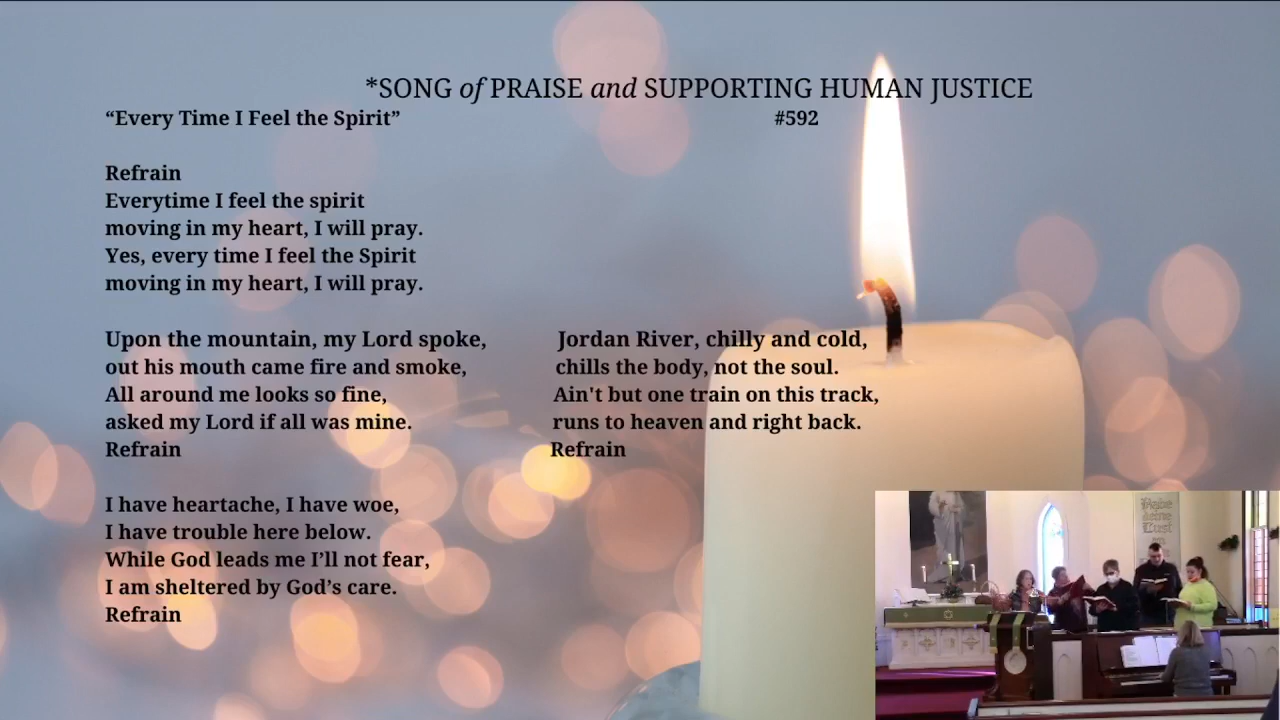 *SONG of PRAISE and SUPPORTING HUMAN JUSTICE
“Every Time I Feel the Spirit” #592
Refrain
Everytime I feel the spirit
moving in my heart, I will pray.
Yes, every time I feel the Spirit
moving in my heart, I will pray.
Upon the mountain, my Lord spoke,
out his mouth came fire and smoke,
All around me looks so fine,
asked my Lord if all was mine.
Refrain
Jordan River, chilly and cold,
chills the body, not the soul.
Ain't but one train on this track,
runs to heaven and right back.
Refrain
I have heartache, I have woe,
I have trouble here below.
While God leads me I’ll not fear,
I am sheltered by God’s care.
Refrain
Habe
deine
Lust